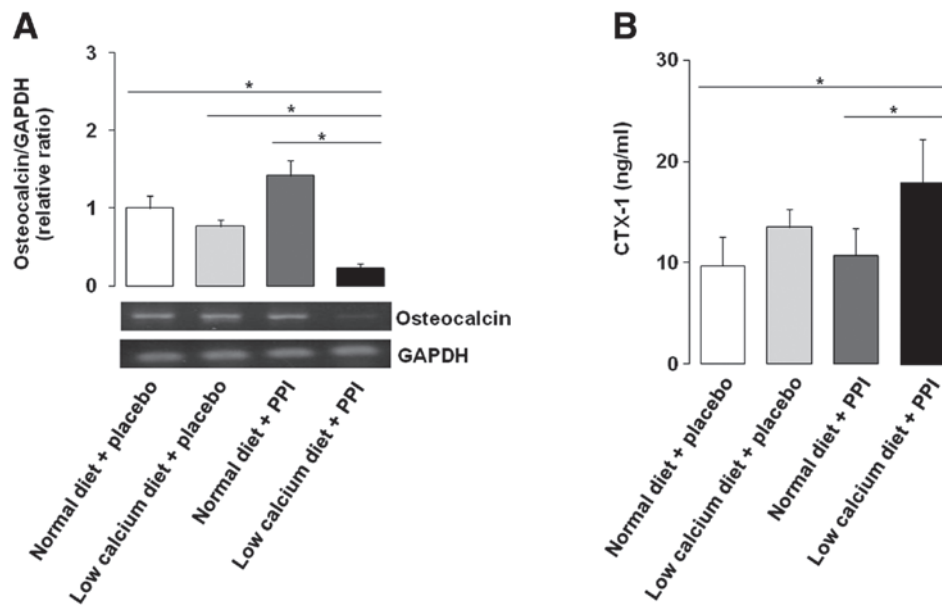 A
Osteocalcin/GAPDH
(relative ratio)
3
2
1
0
*
*
*
Osteocalcin
GAPDH
Normal diet + placebo
Low calcium diet + placebo
Normal diet + PPI
Low calcium diet + PPI
B
CTX-1 (ng/ml)
30
20
10
0
*
*
Normal diet + placebo
Low calcium diet + placebo
Normal diet + PPI
Low calcium diet + PPI